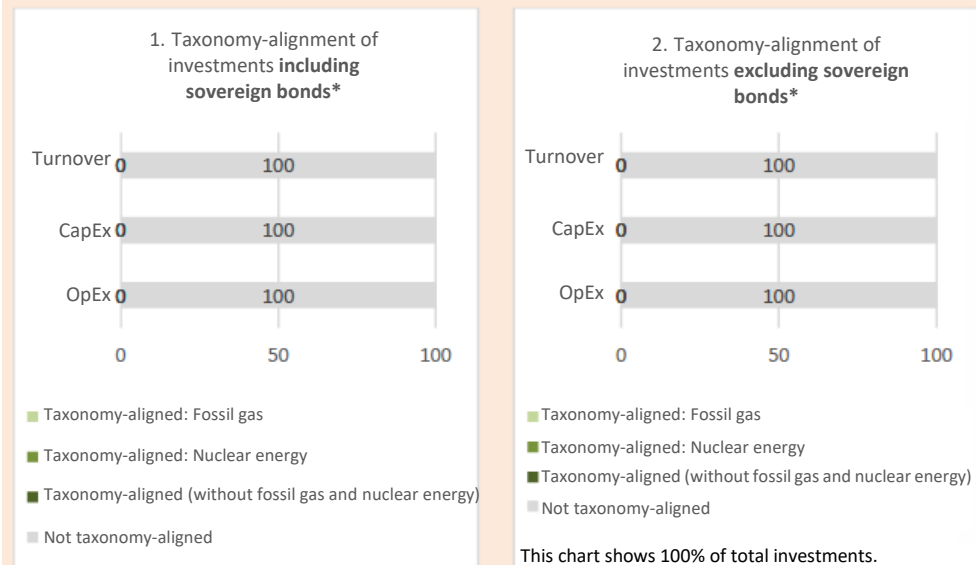 1. Taxonomy-alignment of
investments including
sovereign bonds*
Turnover 0 100
CapEx 0 100
OpEx 0 100
0 50 100
Taxonomy-aligned: Fossil gas
Taxonomy-aligned: Nuclear energy
Taxonomy-aligned (without fossil gas and nuclear energy)
Not taxonomy-aligned
2. Taxonomy-alignment of
investments excluding sovereign
bonds*
Turnover 0 100
CapEx 0 100
OpEx 0 100
0 50 100
Taxonomy-aligned: Fossil gas
Taxonomy-aligned: Nuclear energy
Taxonomy-aligned (without fossil gas and nuclear energy)
Not taxonomy-aligned
This chart shows 100% of total investments.